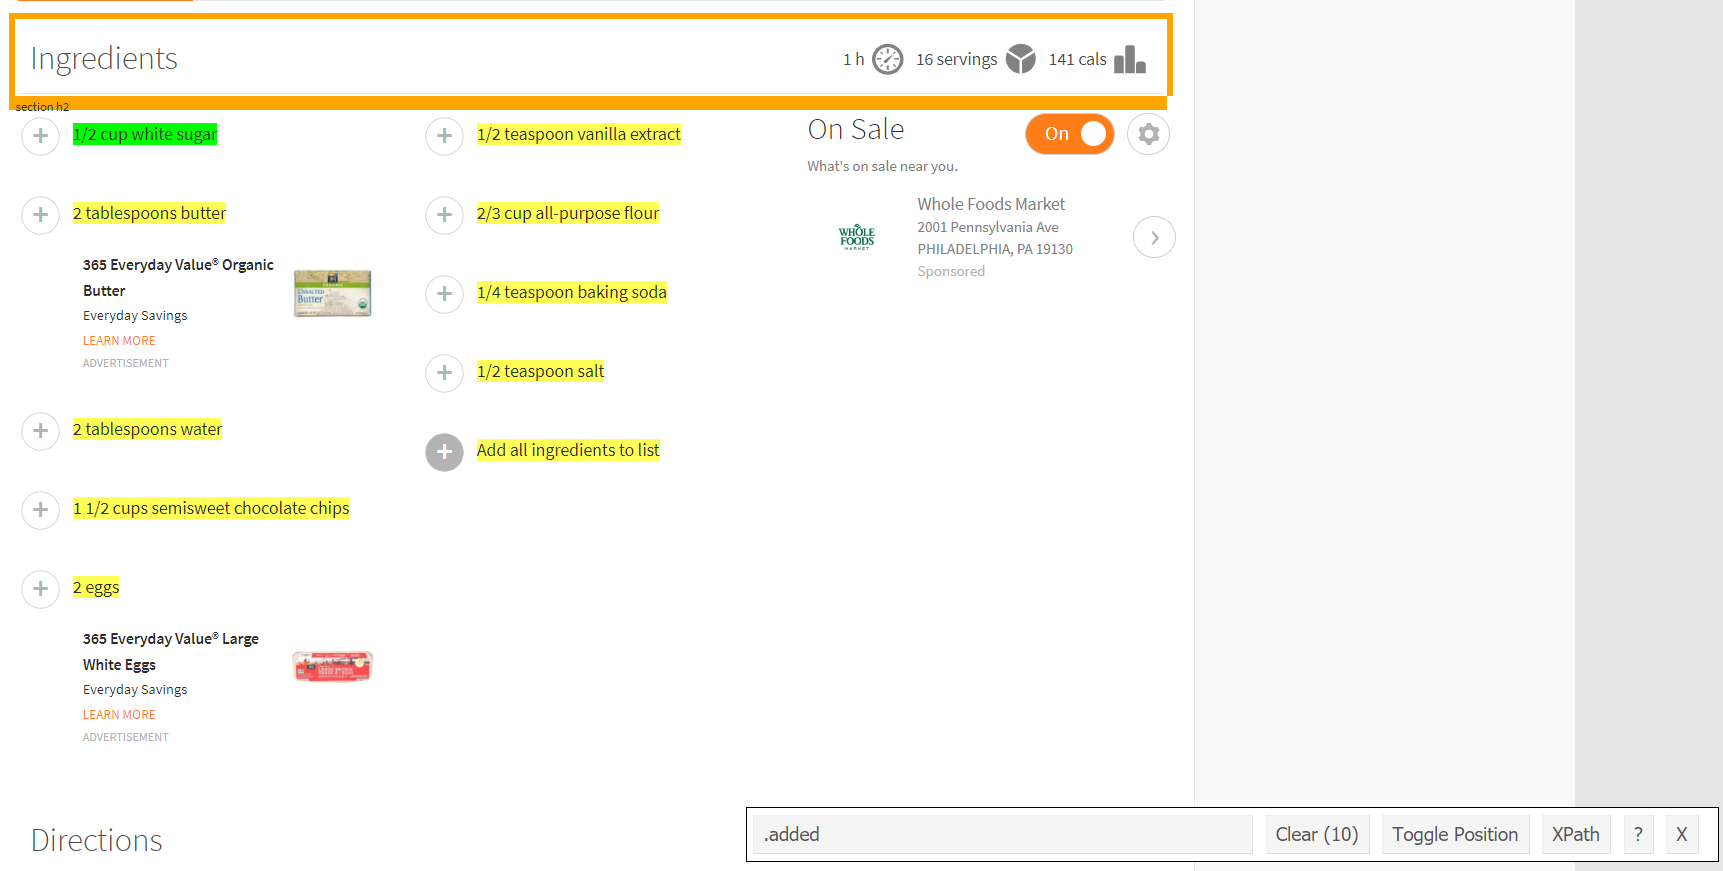 Ingredients
1 h
16 servings
141 cals
section h2
1/2 cup white sugar
2 tablespoons butter
365 Everyday Value® Organic
Butter
Everyday Savings
LEARN MORE
ADVERTISEMENT
ORGANIC
UNSALTED
Butter
2 tablespoons water
1 1/2 cups semisweet chocolate chips
2 eggs
365 Everyday Value® Large
White Eggs
Everyday Savings
LEARN MORE
ADVERTISEMENT
1/2 teaspoon vanilla extract
2/3 cup all-purpose flour
1/4 teaspoon baking soda
1/2 teaspoon salt
Add all ingredients to list
On Sale
On
What's on sale near you.
WHOLE
FOODS
MARKET
Whole Foods Market
2001 Pennsylvania Ave
PHILADELPHIA, PA 19130
Sponsored
Directions
.added
Clear (10)
Toggle Position
XPath
?
X